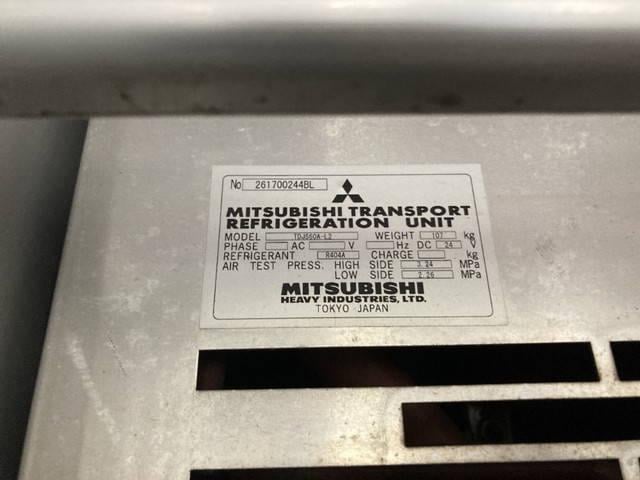 No 261700244BL
MITSUBISHI TRANSPORT
REFRIGERATION UNIT
MODEL TDJS50A-L2 WEIGHT 107 kg
PHASE AC V Hz DC 24 V
REFRIGERANT R404A CHARGE kg
AIR TEST PRESS. HIGH SIDE 3.24 MPa
LOW SIDE 2.26 MPa
MITSUBISHI
HEAVY INDUSTRIES, LTD.
TOKYO JAPAN